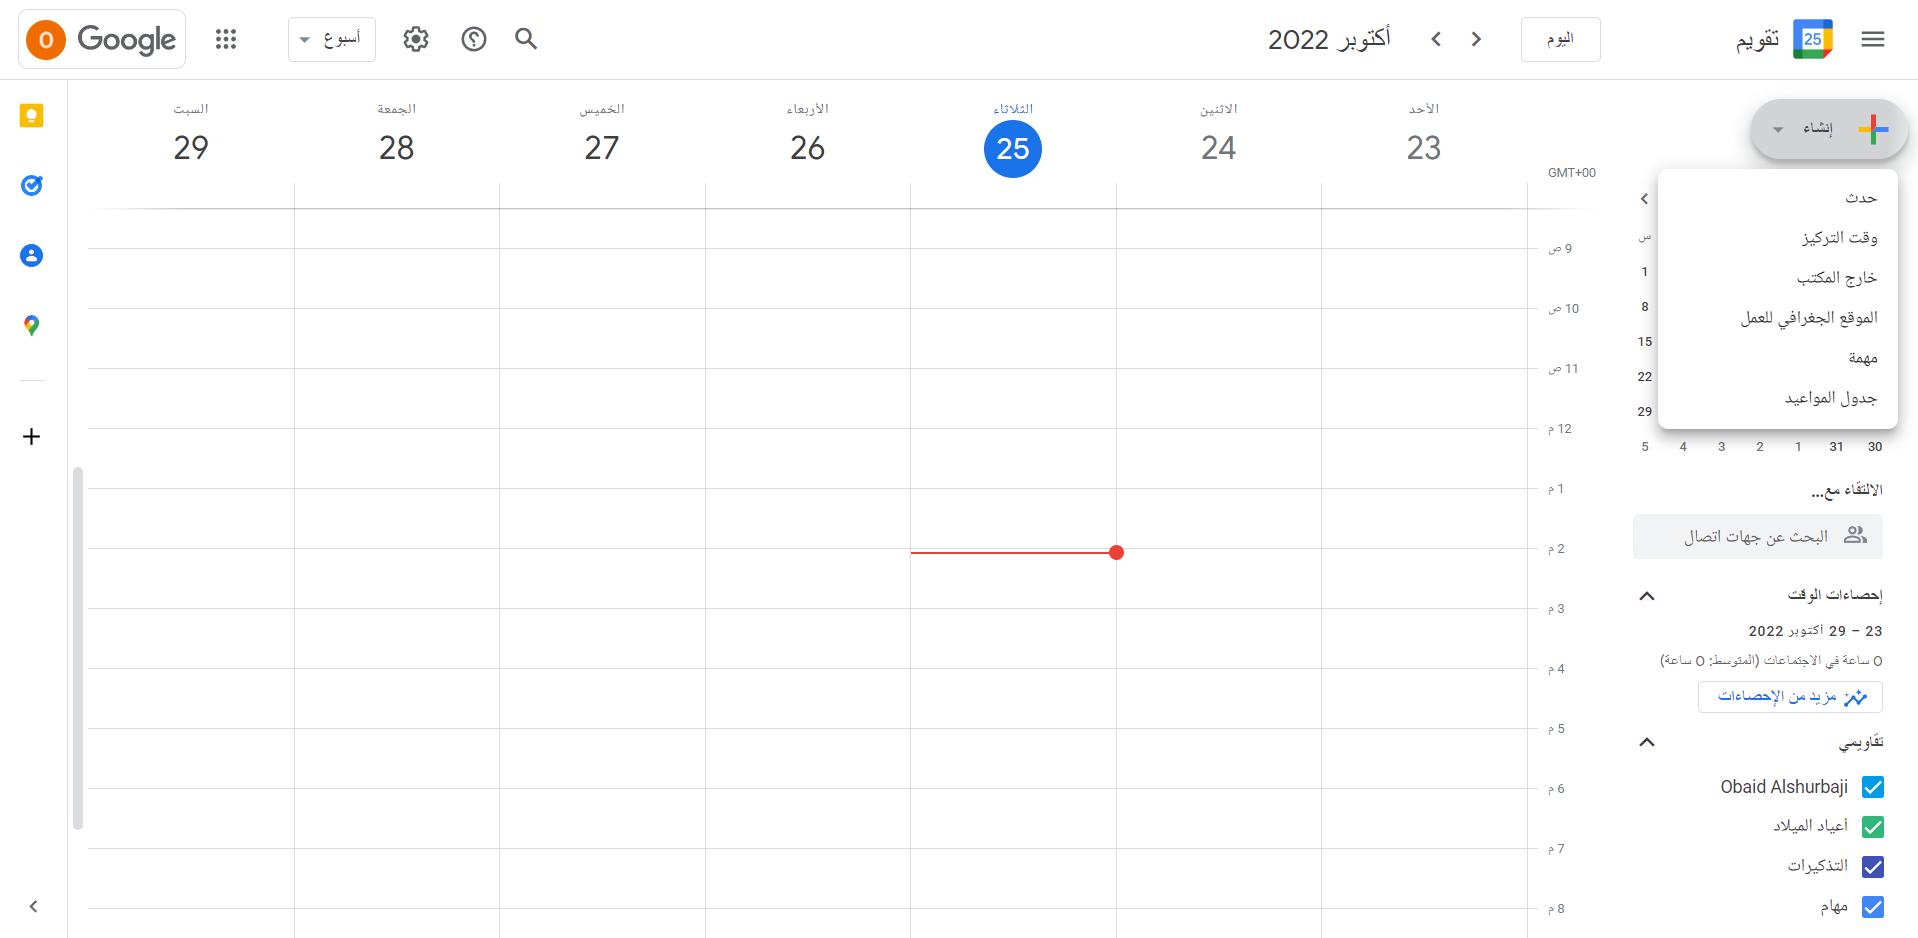 تقويم
25
اليوم
أكتوبر 2022
أسبوع
Google
O
إنشاء
حدث
وقت التركيز
خارج المكتب
الموقع الجغرافي للعمل
مهمة
جدول المواعيد
س
1
8
15
22
29
30 31 1 2 3 4 5
الالتقاء مع...
البحث عن جهات اتصال
إحصاءات الوقت
23 – 29 أكتوبر 2022
0 ساعة في الاجتماعات (المتوسط: 0 ساعة)
مزيد من الإحصاءات
تقاويمي
Obaid Alshurbaji
أعياد الميلاد
التذكيرات
مهام
الأحد الاثنين الثلاثاء الأربعاء الخميس الجمعة السبت
23 24 25 26 27 28 29
GMT+00
9 ص
10 ص
11 ص
12 م
1 م
2 م
3 م
4 م
5 م
6 م
7 م
8 م